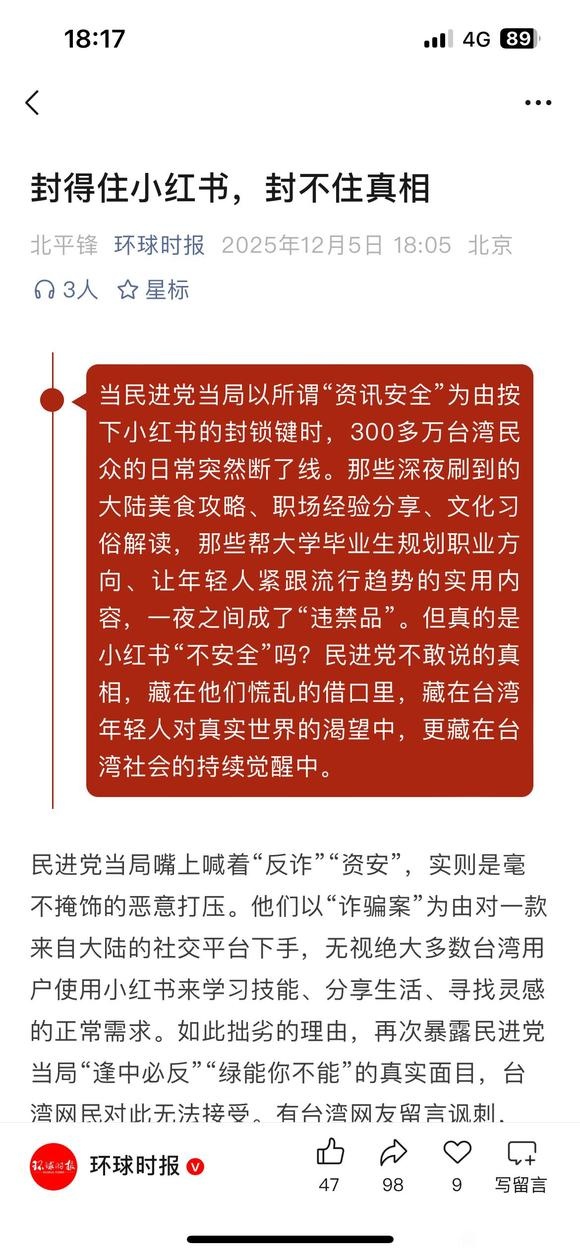 18:17
4G 89
封得住小红书，封不住真相
北平锋 环球时报 2025年12月5日 18:05 北京
3人 星标
当民进党当局以所谓“资讯安全”为由按
下小红书的封锁键时，300多万台湾民
众的日常突然断了线。那些深夜刷到的
大陆美食攻略、职场经验分享、文化习
俗解读，那些帮大学毕业生规划职业方
向、让年轻人紧跟流行趋势的实用内
容，一夜之间成了“违禁品”。但真的是
小红书“不安全”吗？民进党不敢说的真
相，藏在他们慌乱的借口里，藏在台湾
年轻人对真实世界的渴望中，更藏在台
湾社会的持续觉醒中。
民进党当局嘴上喊着“反诈”“资安”，实则是毫
不掩饰的恶意打压。他们以“诈骗案”为由对一款
来自大陆的社交平台下手，无视绝大多数台湾用
户使用小红书来学习技能、分享生活、寻找灵感
的正常需求。如此拙劣的理由，再次暴露民进党
当局“逢中必反”“绿能你不能”的真实面目，台
湾网民对此无法接受。有台湾网友留言讽刺，
环球时报
环球时报 V
47 98 9 写留言